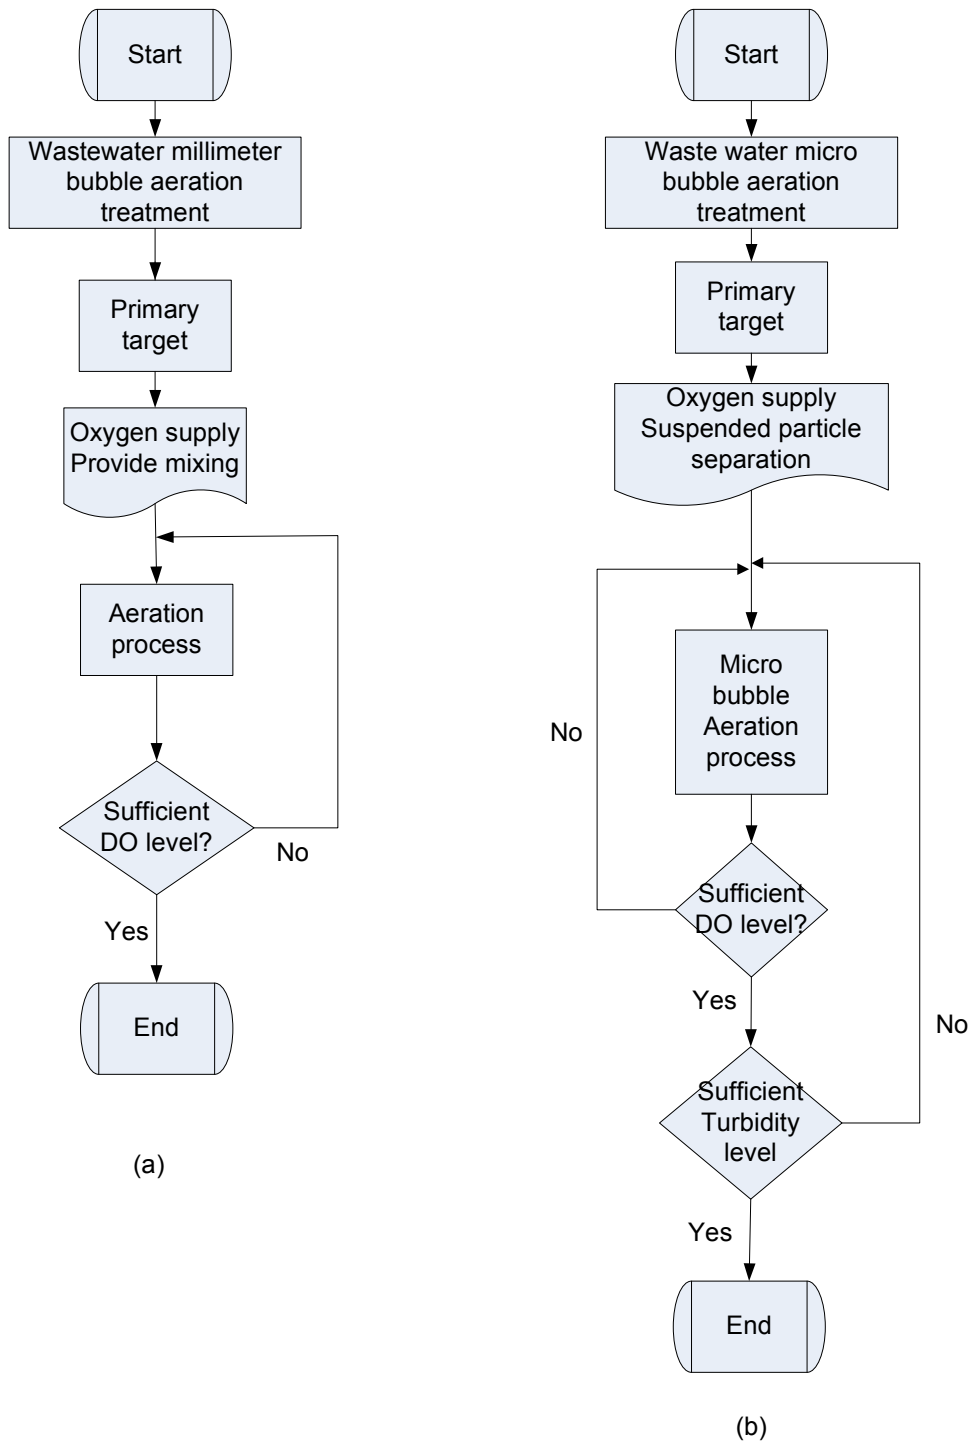 Start
Wastewater millimeter
bubble aeration
treatment
Primary
target
Oxygen supply
Provide mixing
Aeration
process
Sufficient
DO level?
No
Yes
End
(a)
Start
Waste water micro
bubble aeration
treatment
Primary
target
Oxygen supply
Suspended particle
separation
Micro
bubble
Aeration
process
No
Sufficient
DO level?
Yes
No
Sufficient
Turbidity
level
Yes
End
(b)